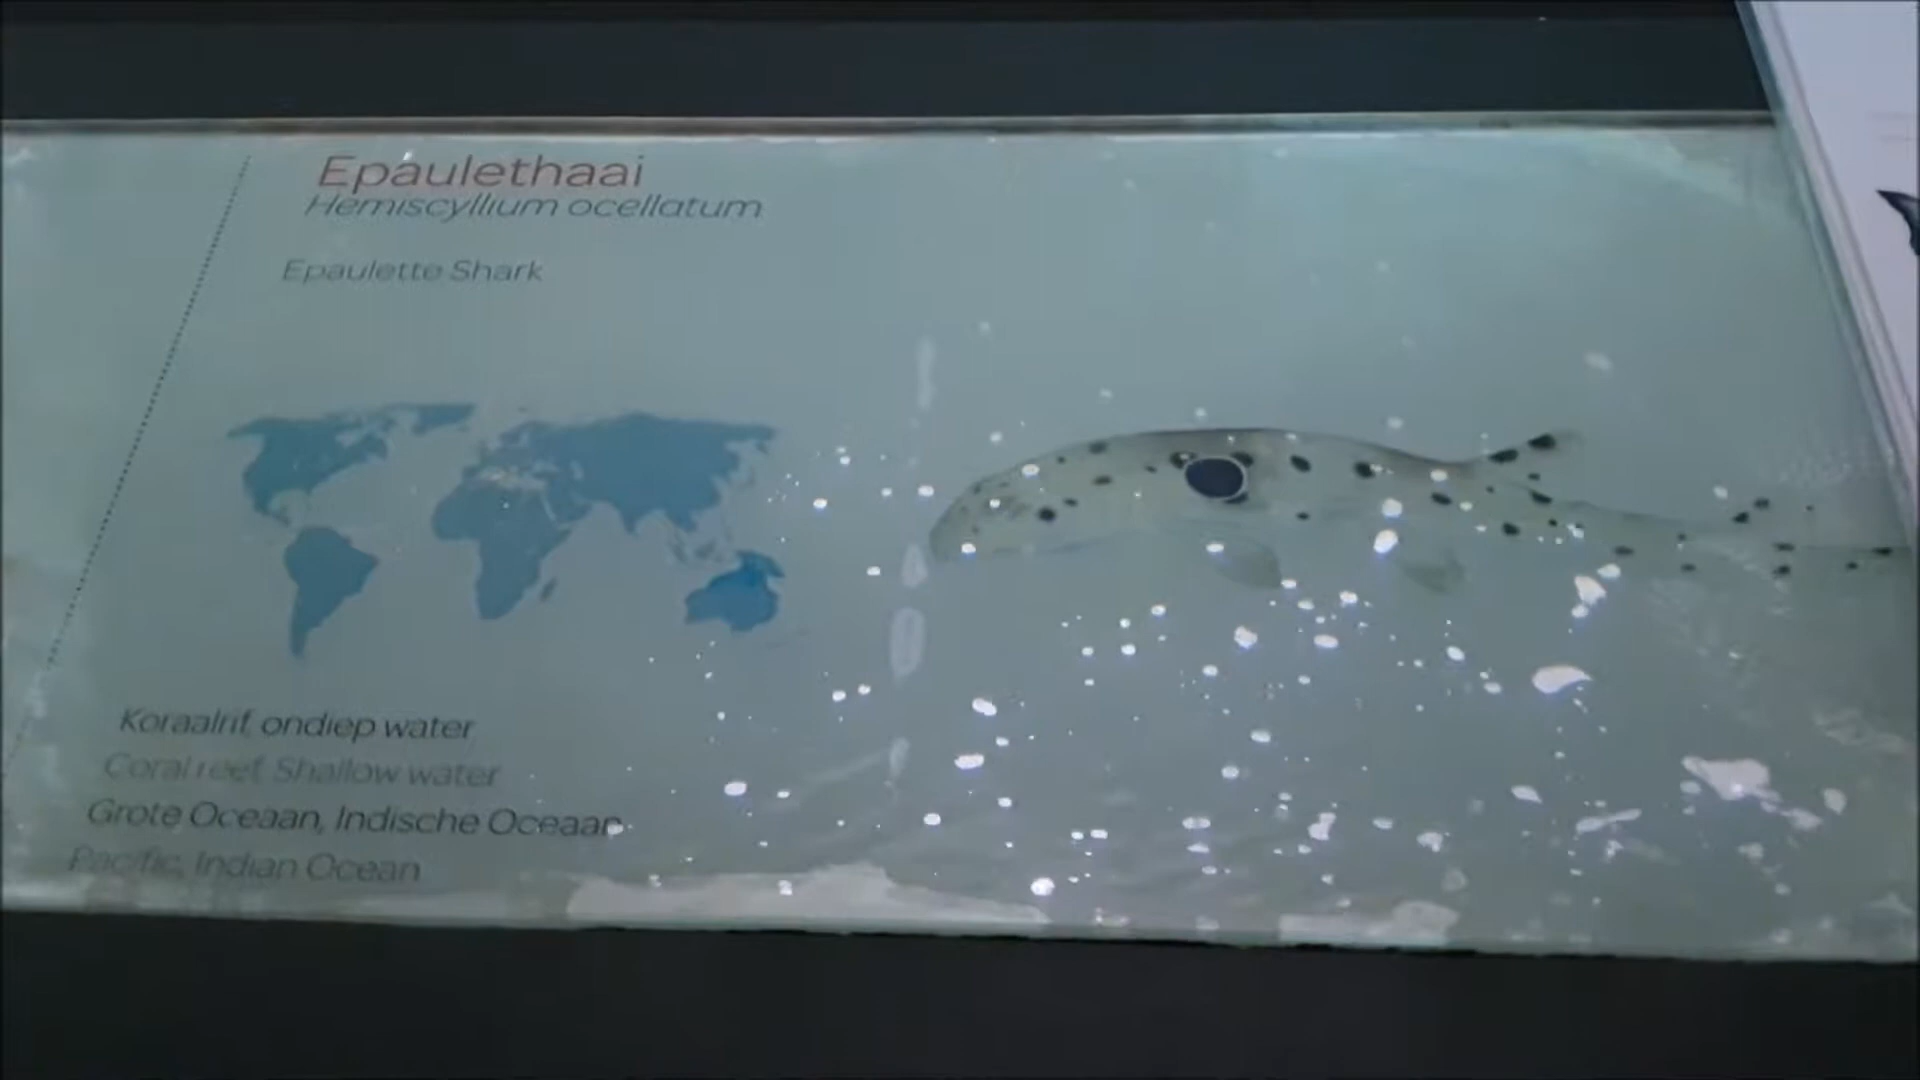 Epaulethaai
Hemiscyllium ocellatum
Epaulette Shark
Koraalrif, ondiep water
Coral reef, Shallow water
Grote Oceaan, Indische Oceaan
Pacific, Indian Ocean